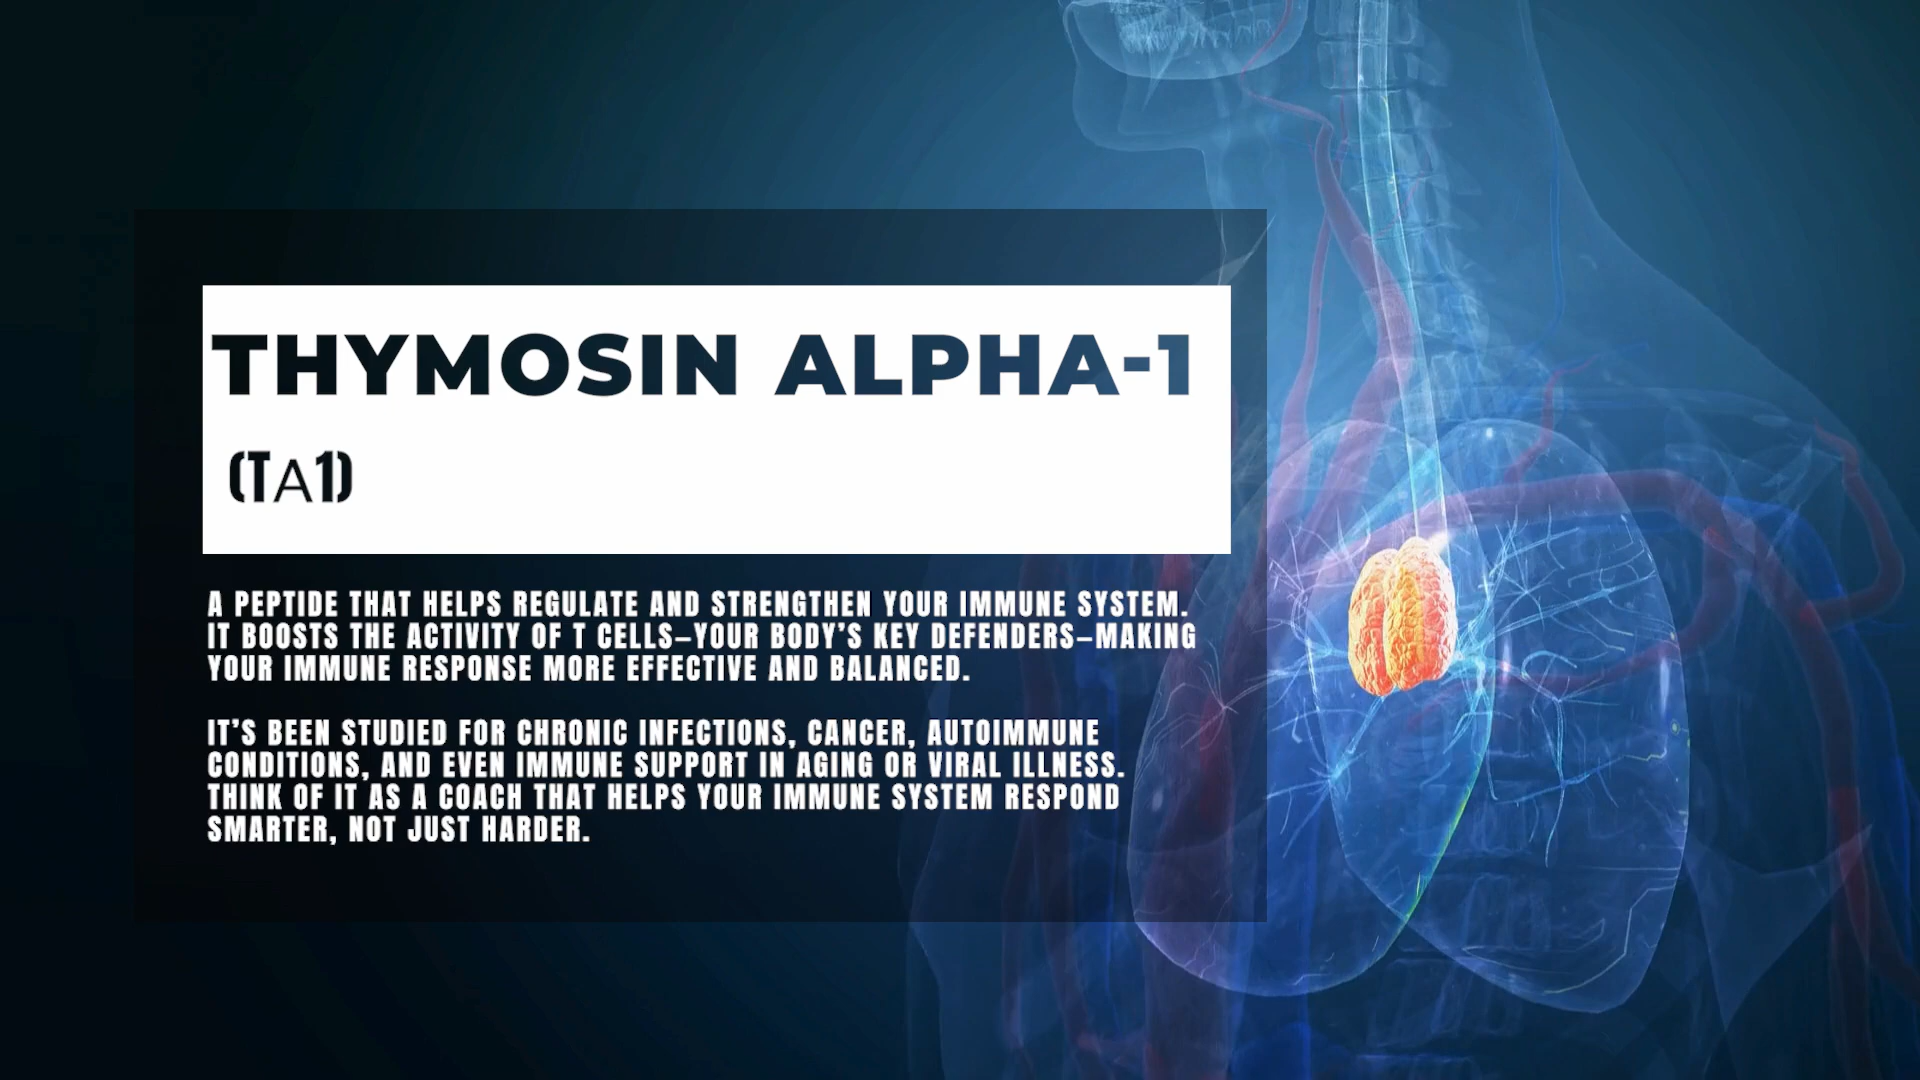 THYMOSIN ALPHA-1
(TA1)
A PEPTIDE THAT HELPS REGULATE AND STRENGTHEN YOUR IMMUNE SYSTEM.
IT BOOSTS THE ACTIVITY OF T CELLS—YOUR BODY’S KEY DEFENDERS—MAKING
YOUR IMMUNE RESPONSE MORE EFFECTIVE AND BALANCED.
IT’S BEEN STUDIED FOR CHRONIC INFECTIONS, CANCER, AUTOIMMUNE
CONDITIONS, AND EVEN IMMUNE SUPPORT IN AGING OR VIRAL ILLNESS.
THINK OF IT AS A COACH THAT HELPS YOUR IMMUNE SYSTEM RESPOND
SMARTER, NOT JUST HARDER.